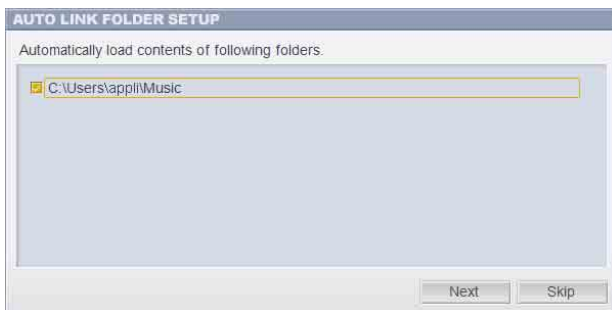 AUTO LINK FOLDER SETUP
Automatically load contents of following folders.
C:\Users\appli\Music
Next
Skip